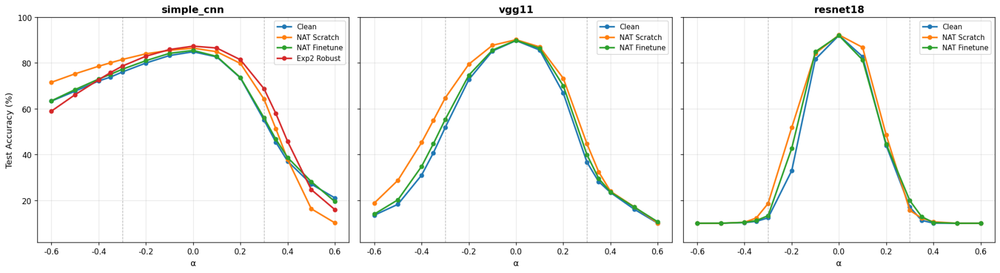 simple_cnn
vgg11
resnet18
Test Accuracy (%)
100
80
60
40
20
Clean
NAT Scratch
NAT Finetune
Exp2 Robust
-0.6 -0.4 -0.2 0.0 0.2 0.4 0.6
α
Clean
NAT Scratch
NAT Finetune
-0.6 -0.4 -0.2 0.0 0.2 0.4 0.6
α
Clean
NAT Scratch
NAT Finetune
-0.6 -0.4 -0.2 0.0 0.2 0.4 0.6
α